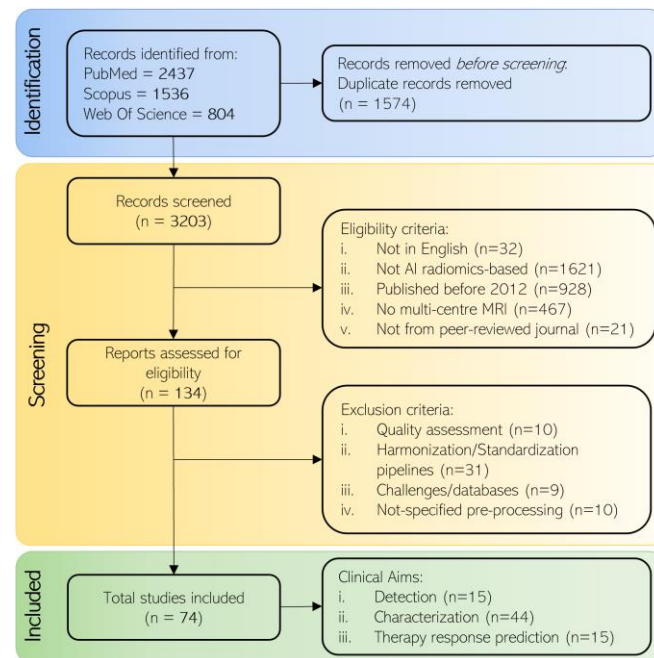 Identification
Records identified from:
PubMed = 2437
Scopus = 1536
Web Of Science = 804
Records removed before screening:
Duplicate records removed
(n = 1574)
Screening
Records screened
(n = 3203)
Eligibility criteria:
i. Not in English (n=32)
ii. Not AI radiomics-based (n=1621)
iii. Published before 2012 (n=928)
iv. No multi-centre MRI (n=467)
v. Not from peer-reviewed journal (n=21)
Reports assessed for
eligibility
(n = 134)
Exclusion criteria:
i. Quality assessment (n=10)
ii. Harmonization/Standardization
pipelines (n=31)
iii. Challenges/databases (n=9)
iv. Not-specified pre-processing (n=10)
Included
Total studies included
(n = 74)
Clinical Aims:
i. Detection (n=15)
ii. Characterization (n=44)
iii. Therapy response prediction (n=15)